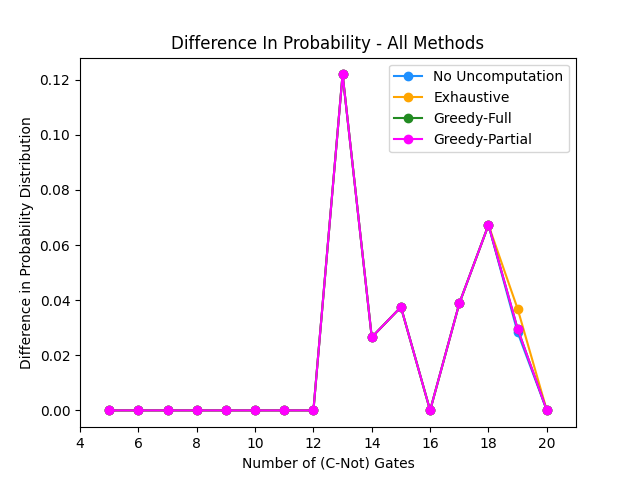 Difference In Probability - All Methods
No Uncomputation
Exhaustive
Greedy-Full
Greedy-Partial
Difference in Probability Distribution
0.12
0.10
0.08
0.06
0.04
0.02
0.00
4 6 8 10 12 14 16 18 20
Number of (C-Not) Gates